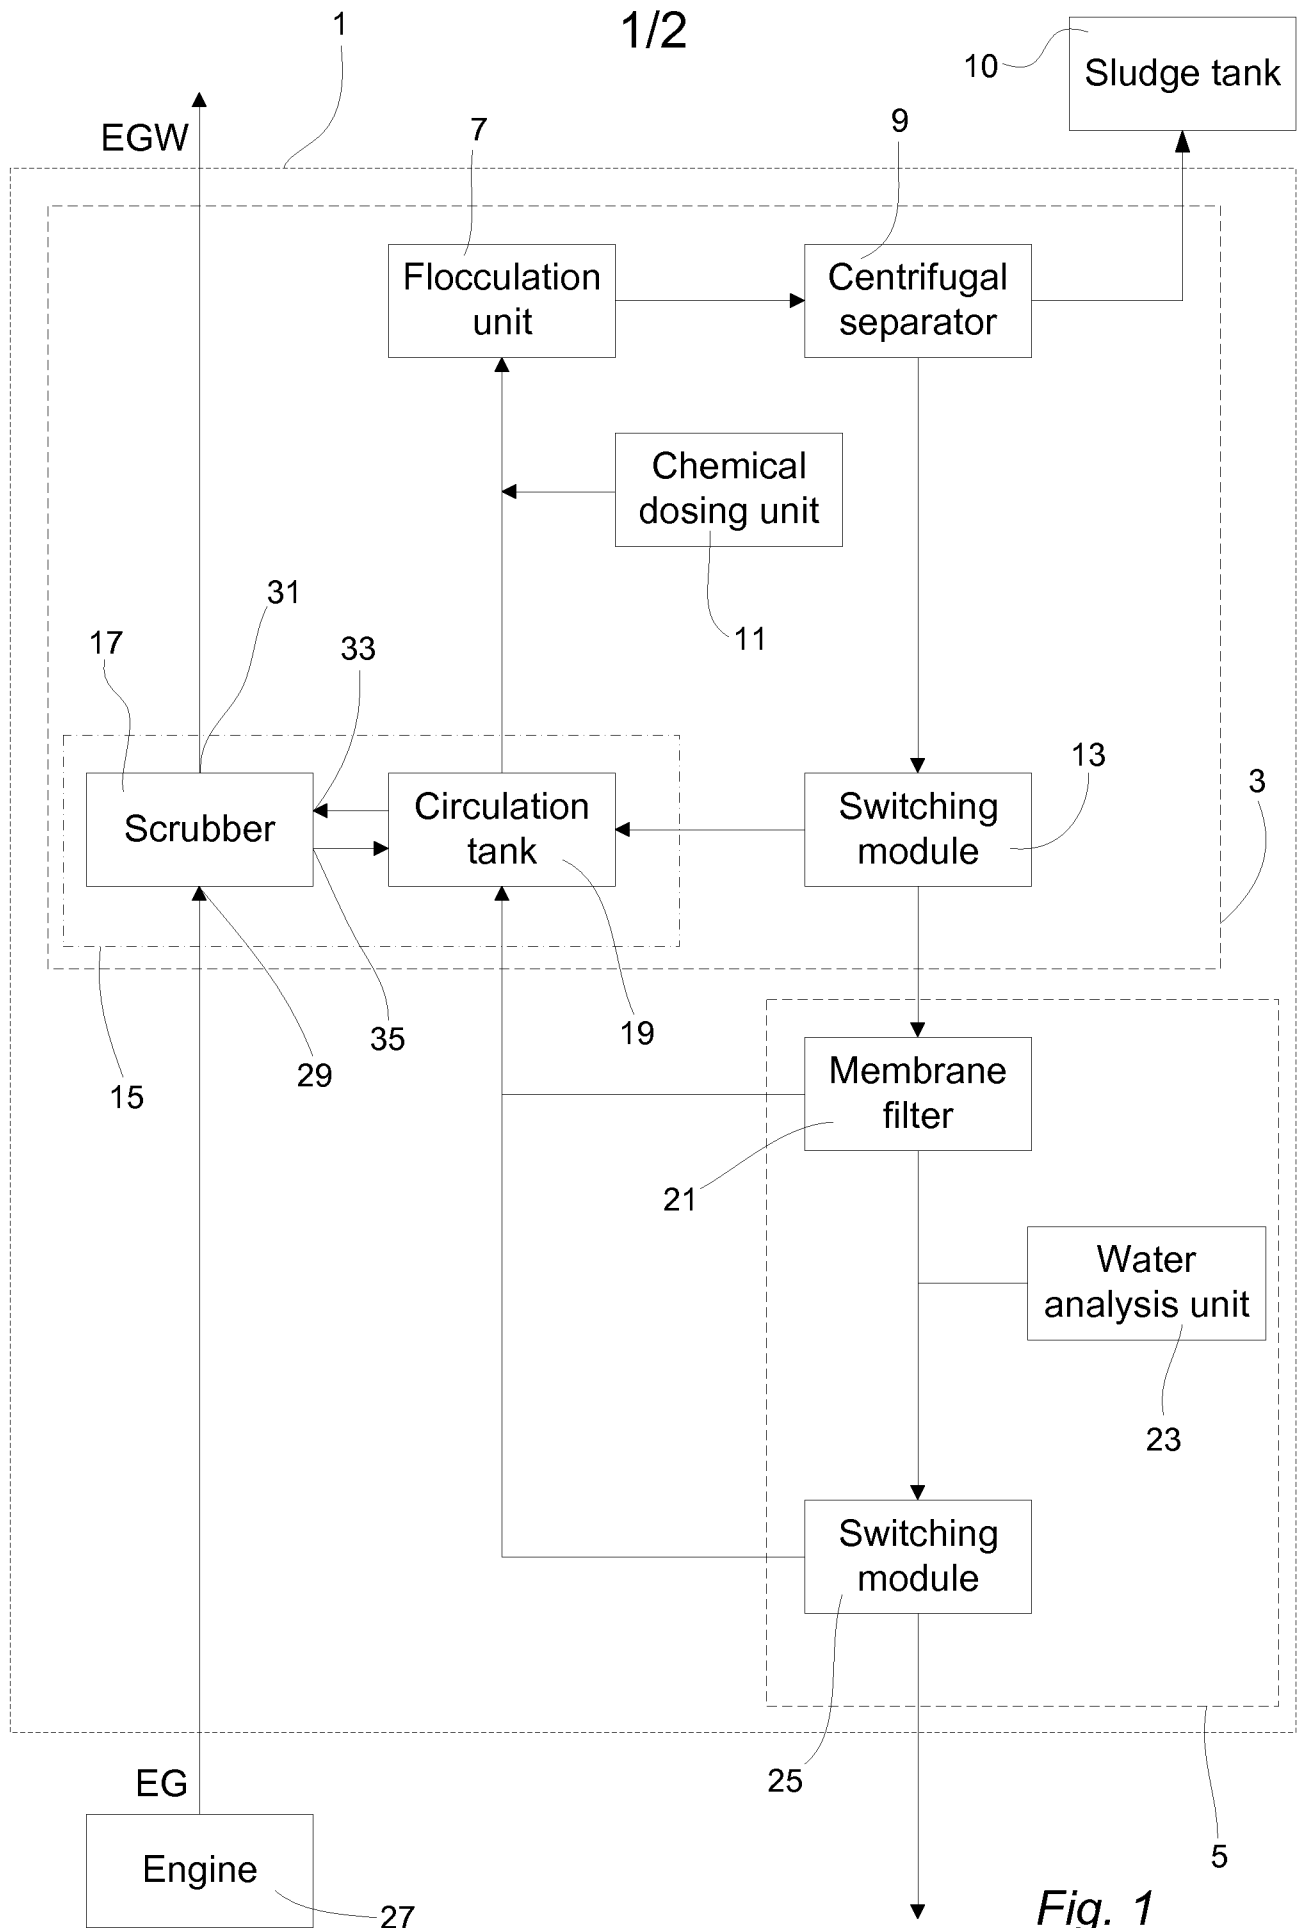 1
1/2
10
Sludge tank
EGW
7
9
Flocculation
unit
Centrifugal
separator
Chemical
dosing unit
11
31
17
33
13
3
Scrubber
Circulation
tank
Switching
module
15
29
35
19
Membrane
filter
21
Water
analysis unit
23
Switching
module
25
5
EG
Engine
27
Fig. 1